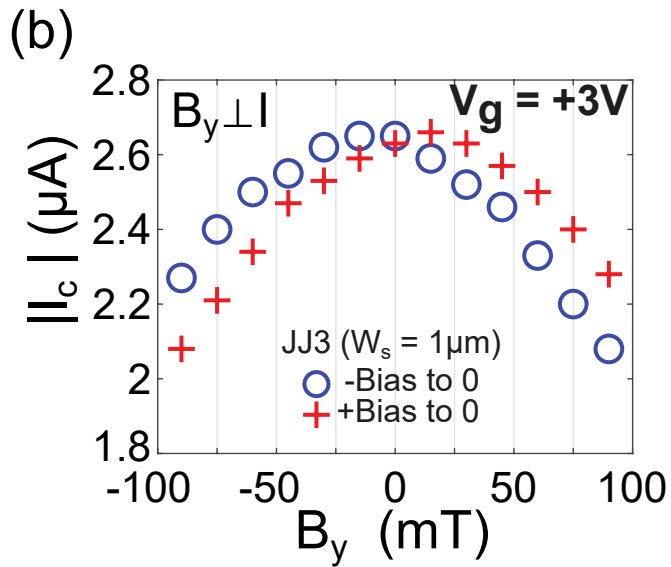 (b)
B_y⊥I
V_g = +3V
|I_c| (μA)
2.8
2.6
2.4
2.2
2
1.8
JJ3 (W_s = 1μm)
-Bias to 0
+Bias to 0
-100
-50
0
50
100
B_y (mT)